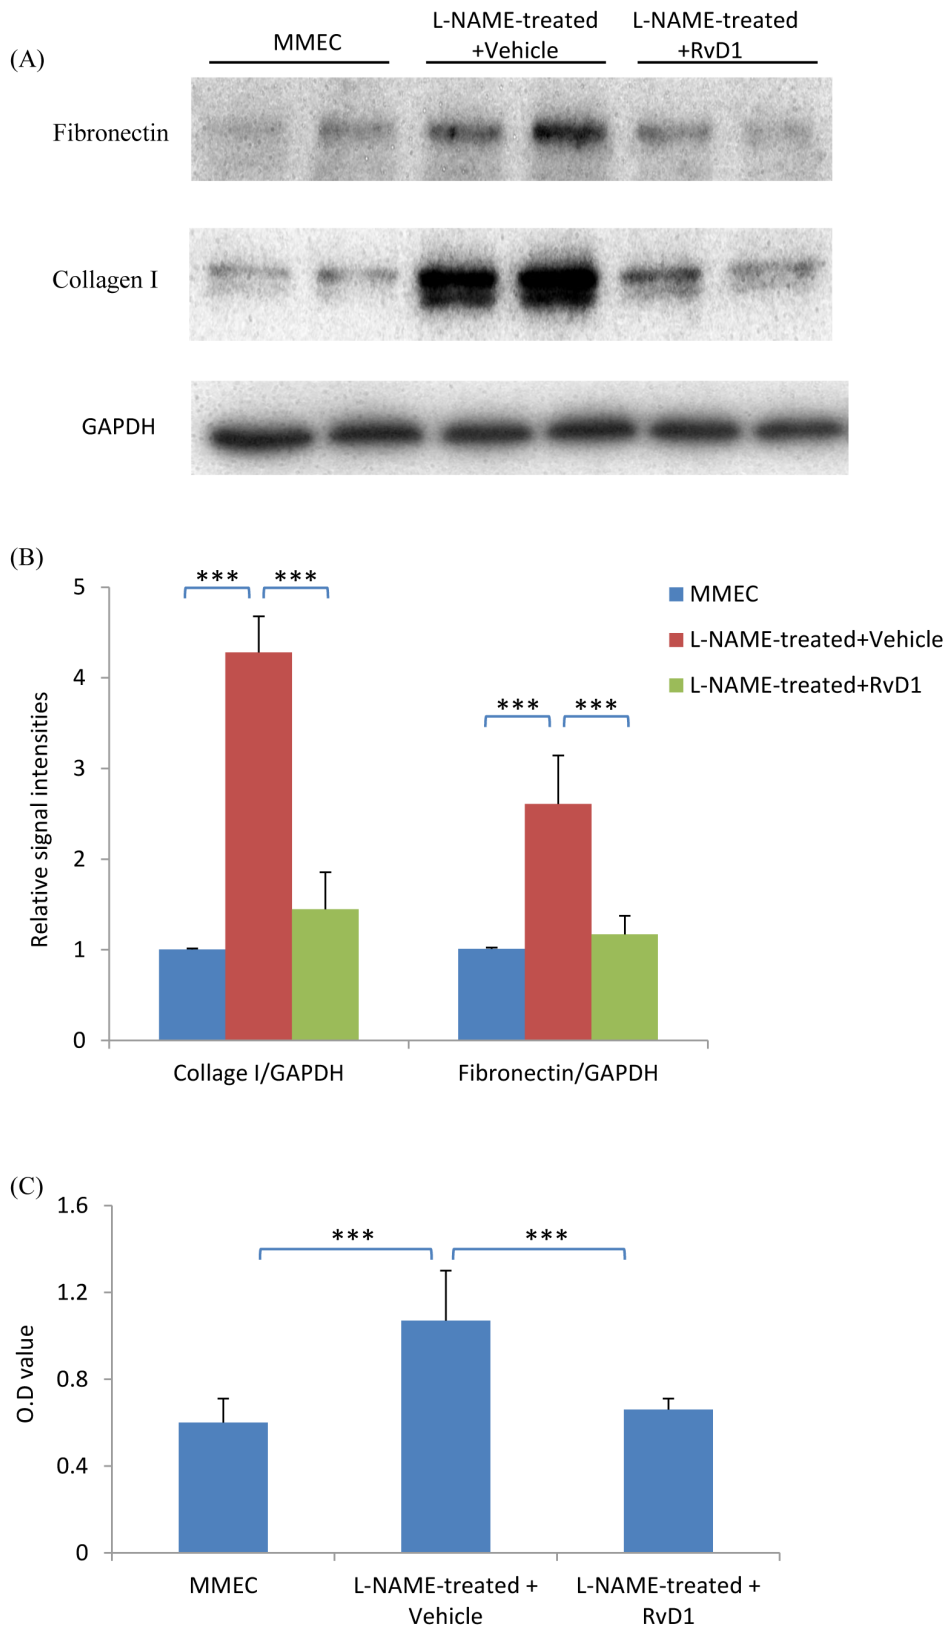 (A)
MMEC
L-NAME-treated
+Vehicle
L-NAME-treated
+RvD1
Fibronectin
Collagen I
GAPDH
(B)
*** ***
*** ***
MMEC
L-NAME-treated+Vehicle
L-NAME-treated+RvD1
Relative signal intensities
5
4
3
2
1
0
Collage I/GAPDH
Fibronectin/GAPDH
(C)
*** ***
O.D value
1.6
1.2
0.8
0.4
0
MMEC
L-NAME-treated +
Vehicle
L-NAME-treated +
RvD1